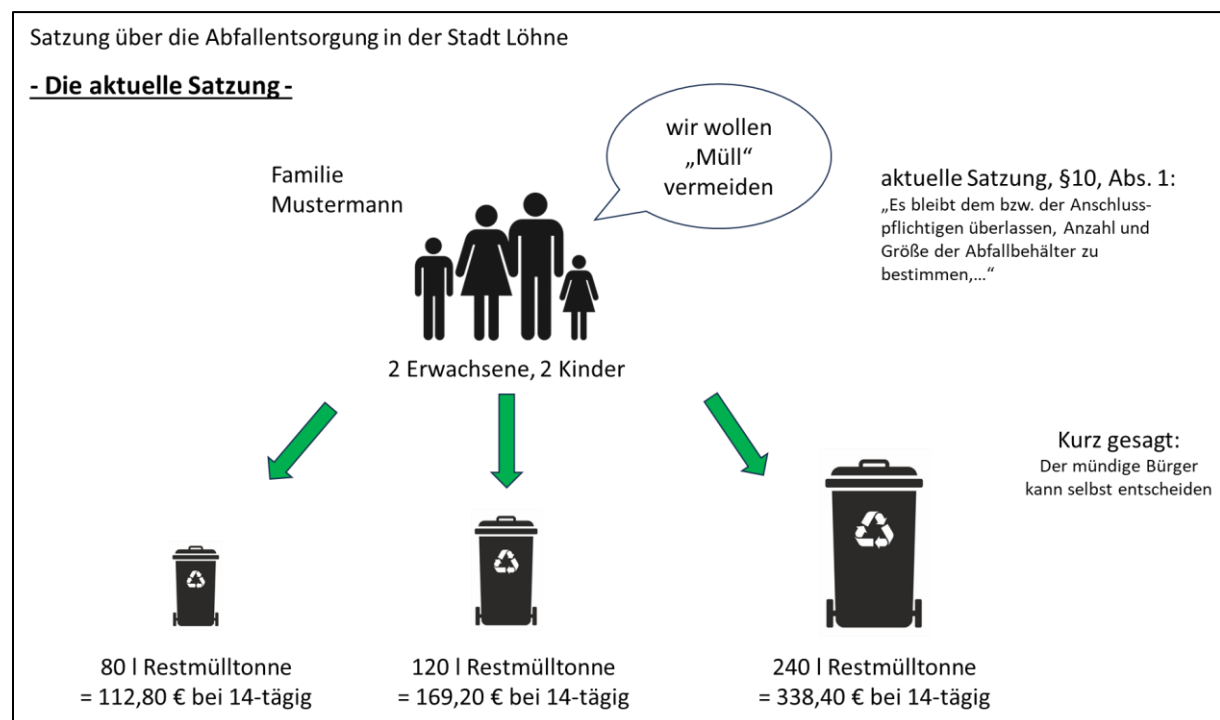 Satzung über die Abfallentsorgung in der Stadt Löhne
- Die aktuelle Satzung -
wir wollen
„Müll“
vermeiden
Familie
Mustermann
aktuelle Satzung, §10, Abs. 1:
„Es bleibt dem bzw. der Anschluss-
pflichtigen überlassen, Anzahl und
Größe der Abfallbehälter zu
bestimmen,...“
2 Erwachsene, 2 Kinder
Kurz gesagt:
Der mündige Bürger
kann selbst entscheiden
80 l Restmülltonne
= 112,80 € bei 14-tägig
120 l Restmülltonne
= 169,20 € bei 14-tägig
240 l Restmülltonne
= 338,40 € bei 14-tägig